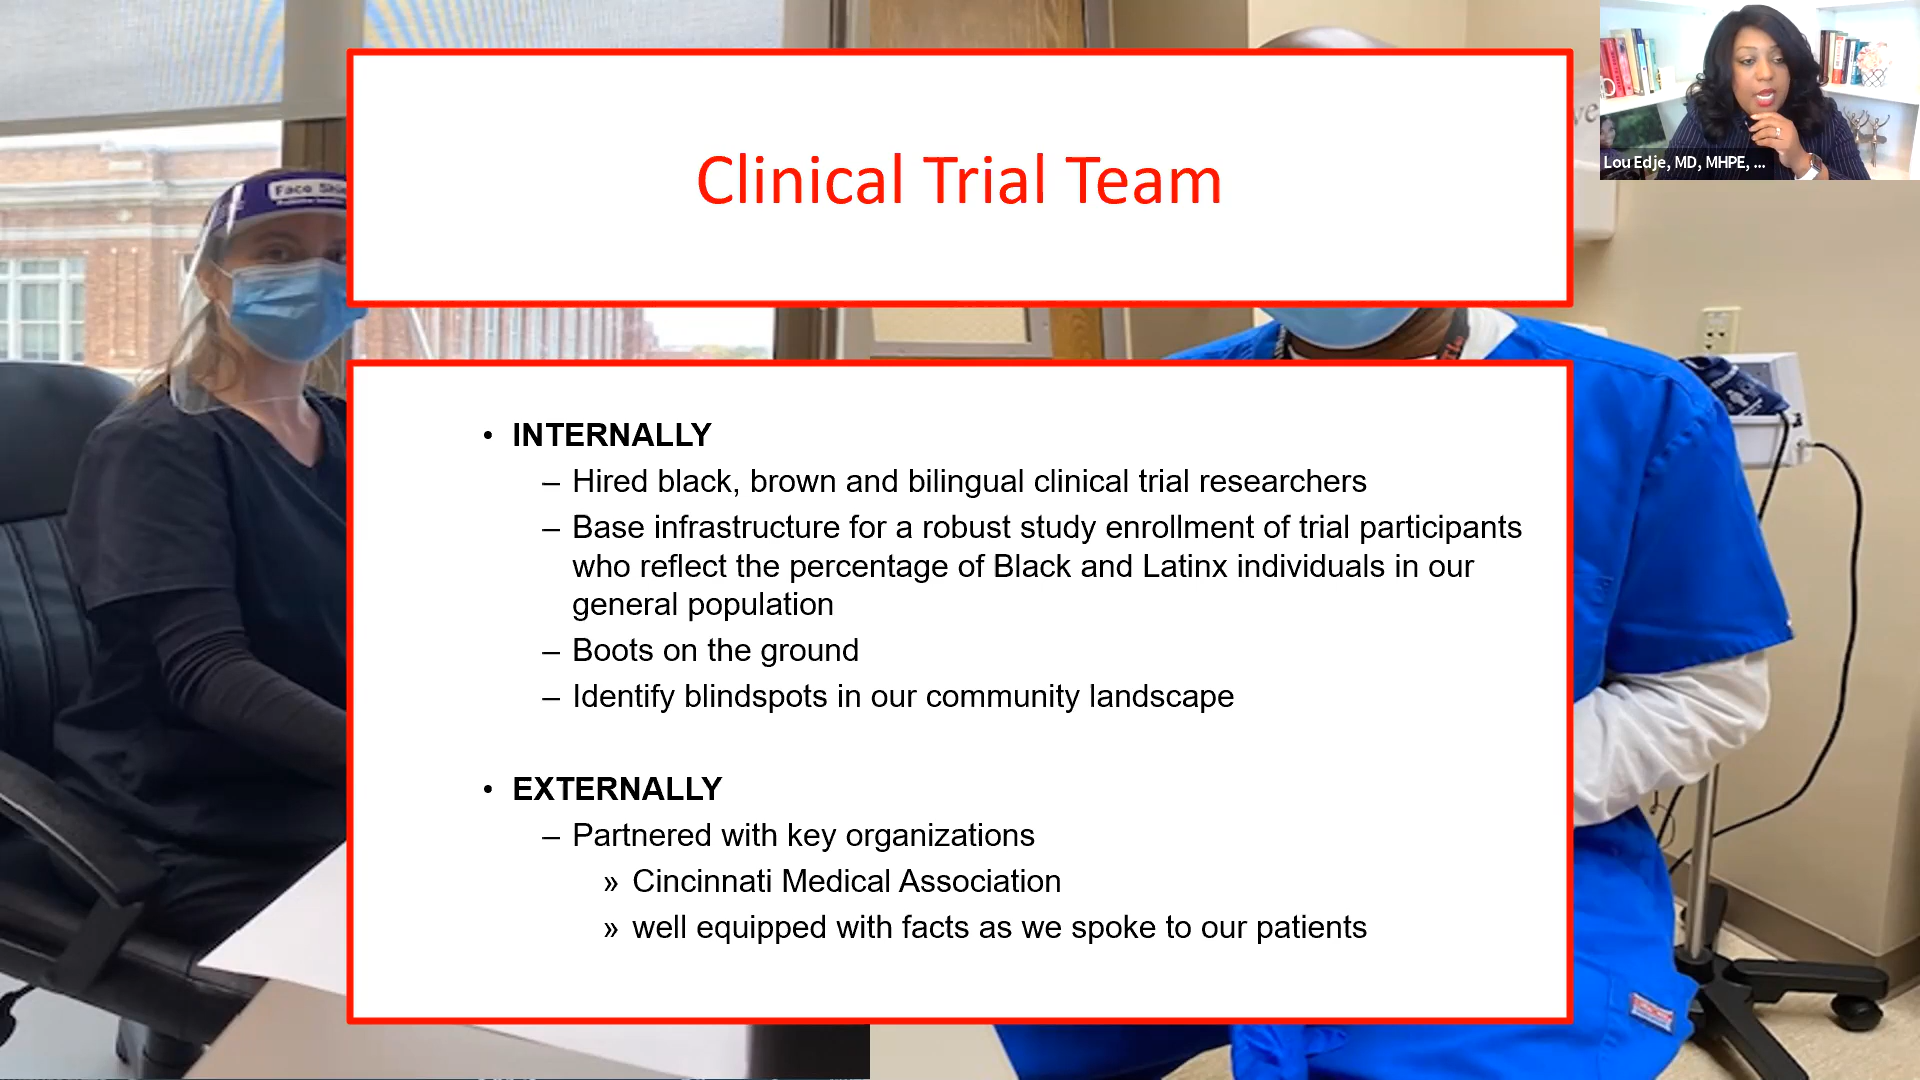 Clinical Trial Team
Lou Edje, MD, MHPE, ...
Face Shie
ve
• INTERNALLY
– Hired black, brown and bilingual clinical trial researchers
– Base infrastructure for a robust study enrollment of trial participants
who reflect the percentage of Black and Latinx individuals in our
general population
– Boots on the ground
– Identify blindspots in our community landscape
• EXTERNALLY
– Partnered with key organizations
» Cincinnati Medical Association
» well equipped with facts as we spoke to our patients